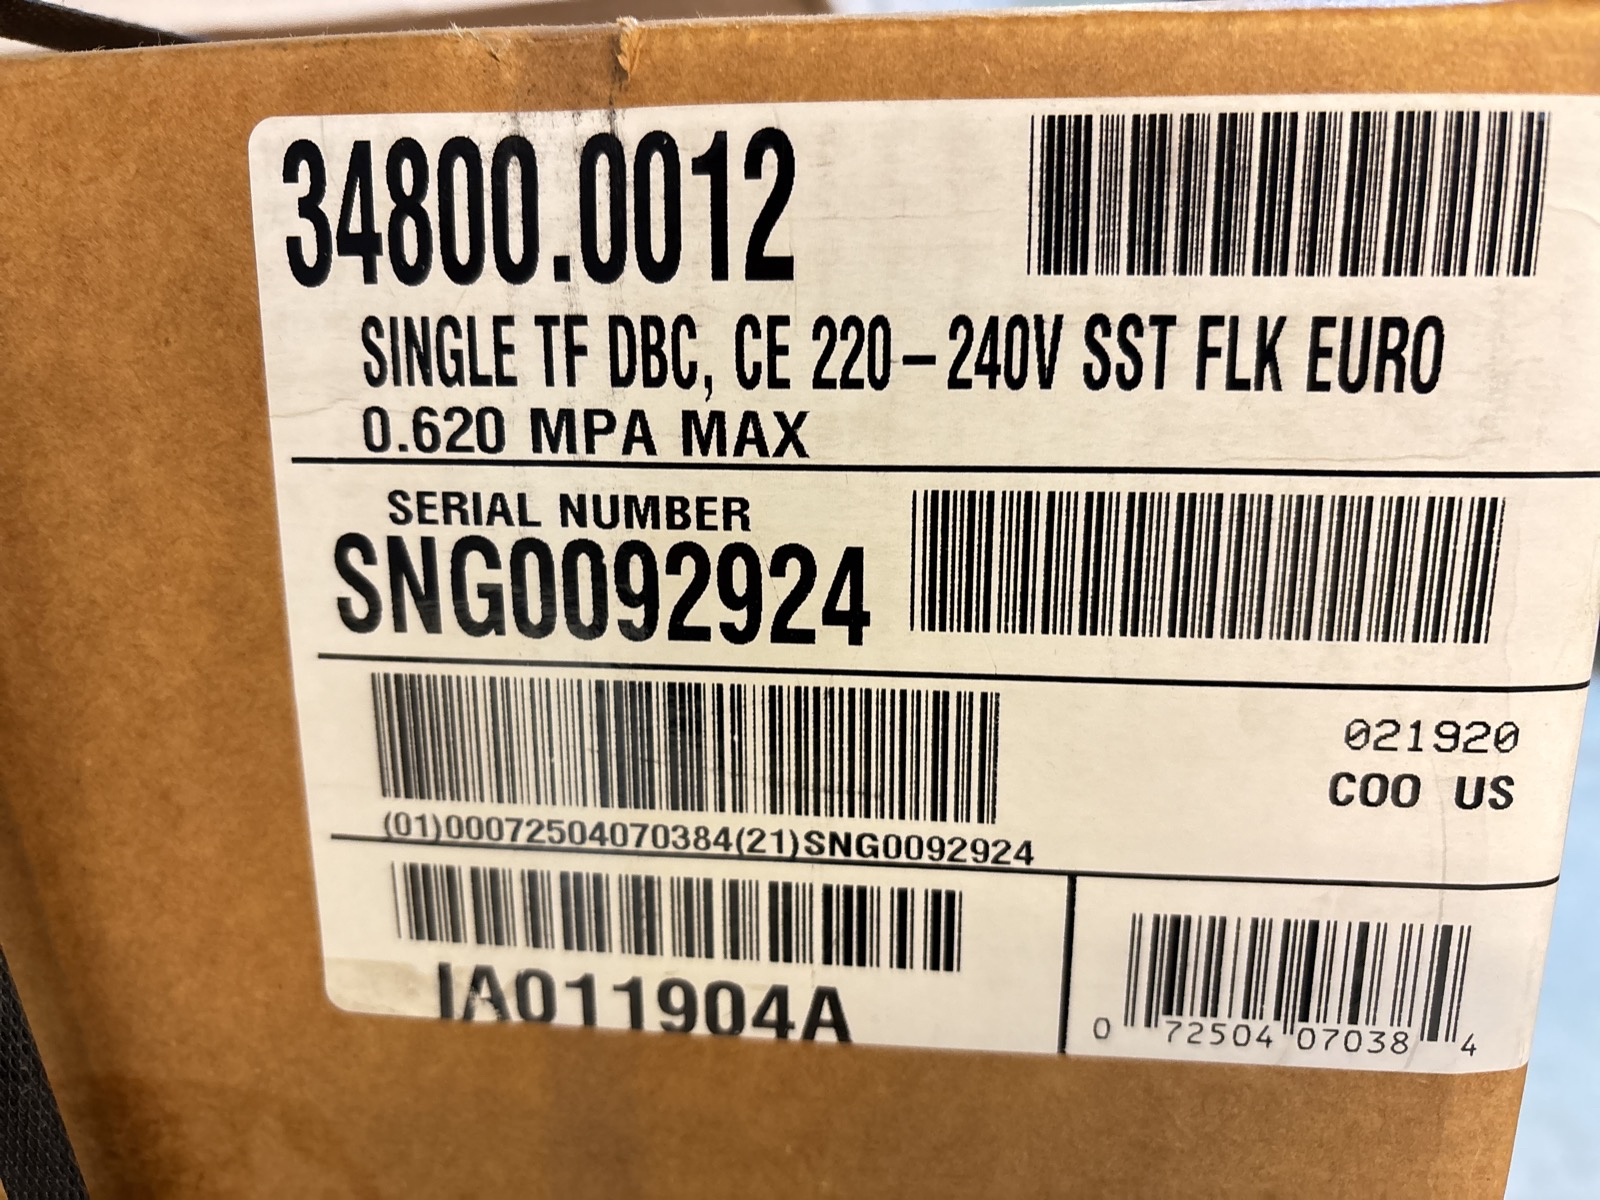 34800.0012
SINGLE TF DBC, CE 220-240V SST FLK EURO
0.620 MPA MAX
SERIAL NUMBER
SNG0092924
021920
COO US
(01)00072504070384(21)SNG0092924
IA011904A
0 72504 07038 4